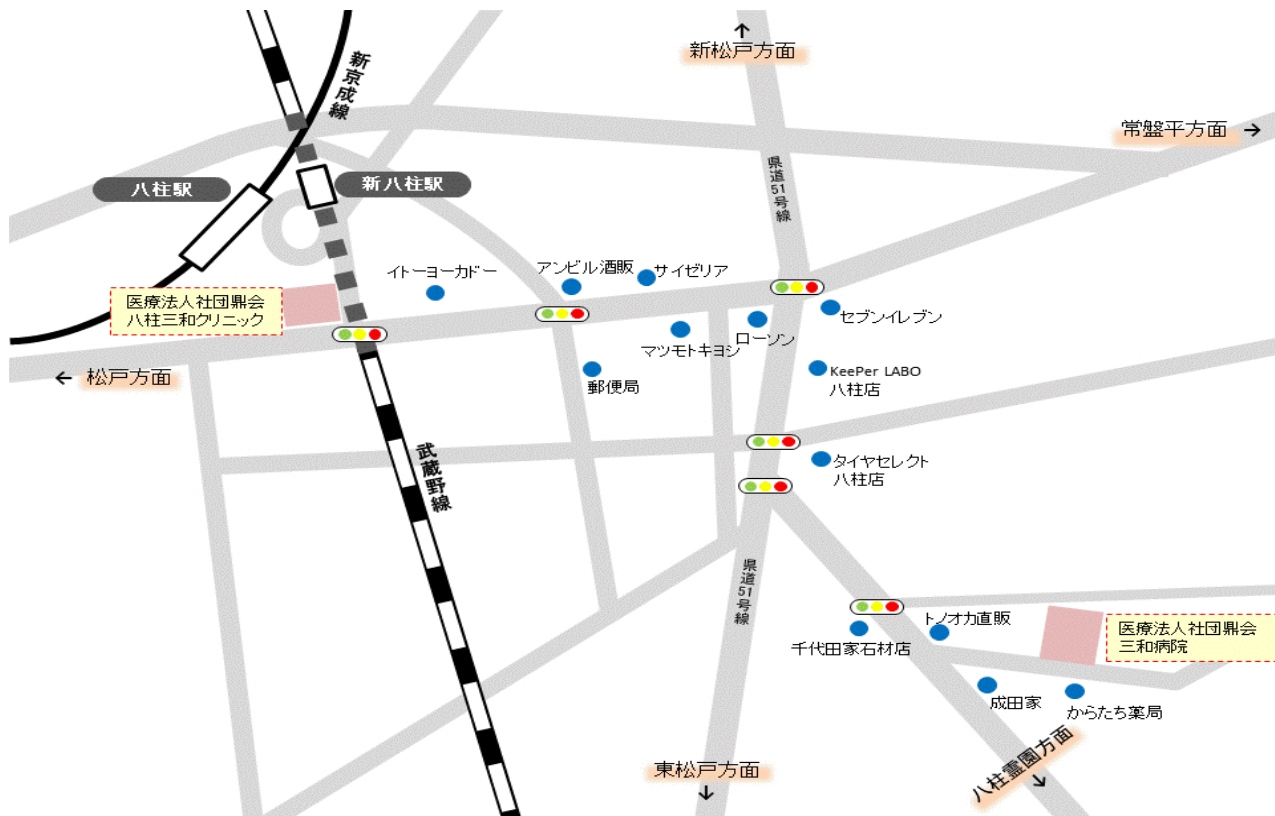 新松戸方面
新京成線
常盤平方面
八柱駅
新八柱駅
県道51号線
イトーヨーカドー
アンビル酒販
サイゼリア
医療法人社団鼎会
八柱三和クリニック
セブンイレブン
ローソン
マツモトキヨシ
松戸方面
郵便局
KeePer LABO
八柱店
武蔵野線
タイヤセレクト
八柱店
県道51号線
トノオカ直販
医療法人社団鼎会
三和病院
千代田家石材店
成田家
からたち薬局
東松戸方面
八柱霊園方面